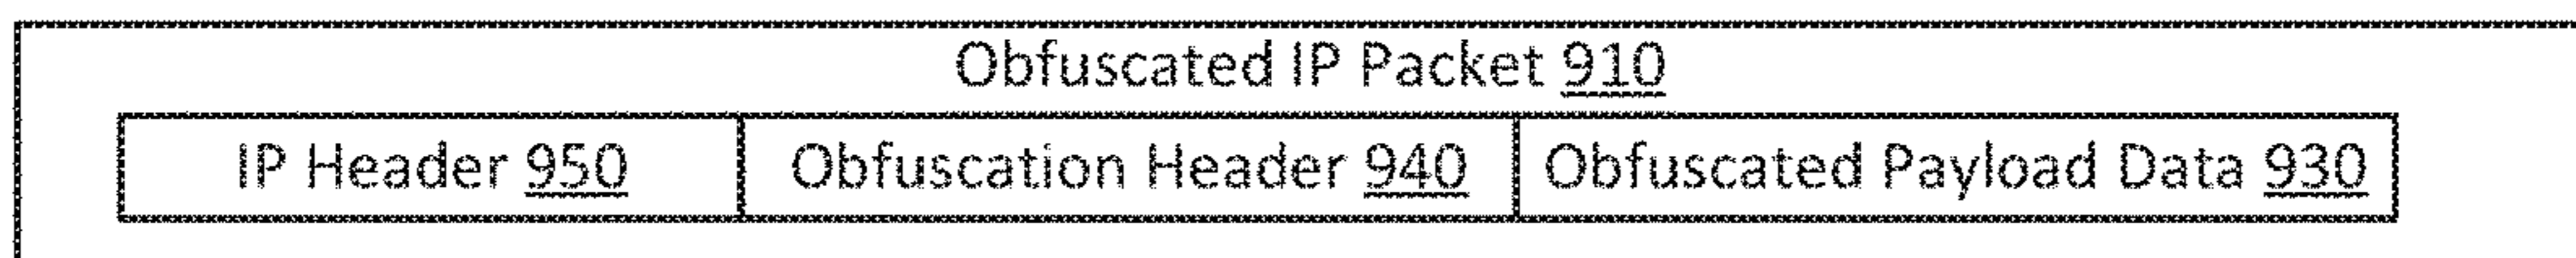 Obfuscated IP Packet 910
IP Header 950 Obfuscation Header 940 Obfuscated Payload Data 930